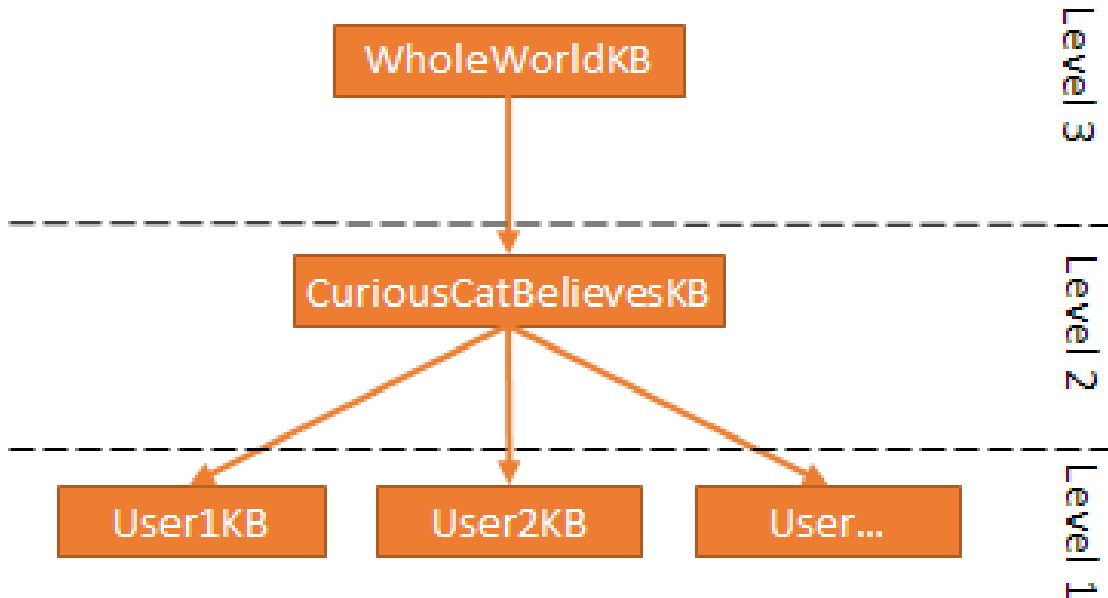 WholeWorldKB
Level 3
CuriousCatBelievesKB
Level 2
User1KB
User2KB
User...
Level 1